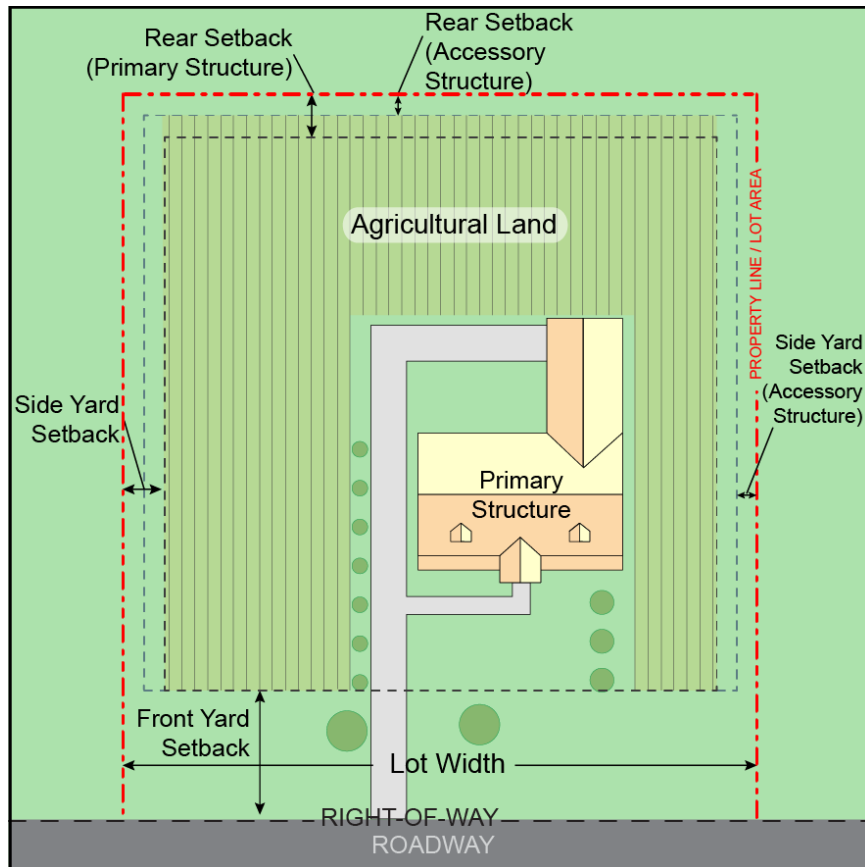 Rear Setback
(Primary Structure)
Rear Setback
(Accessory
Structure)
Agricultural Land
PROPERTY LINE / LOT AREA
Side Yard
Setback
(Accessory
Structure)
Side Yard
Setback
Primary
Structure
Front Yard
Setback
Lot Width
RIGHT-OF-WAY
ROADWAY